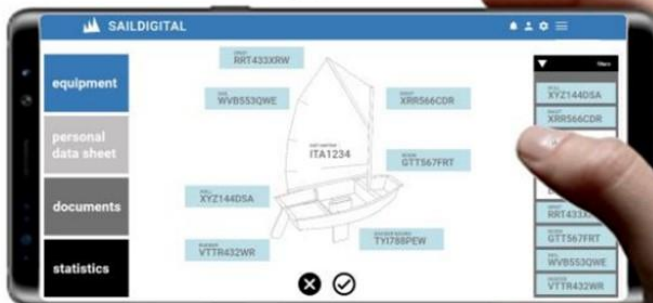 SAILDIGITAL
equipment
personal
data sheet
documents
statistics
RRT433XRW
WVB553QWE
XRR566CDR
ITA1234
GTT567FRT
XYZ144DSA
VTTR432WR
TYI788PEW
filters
XYZ144DSA
XRR566CDR
GTT567FRT
WVB553QWE
VTTR432WR